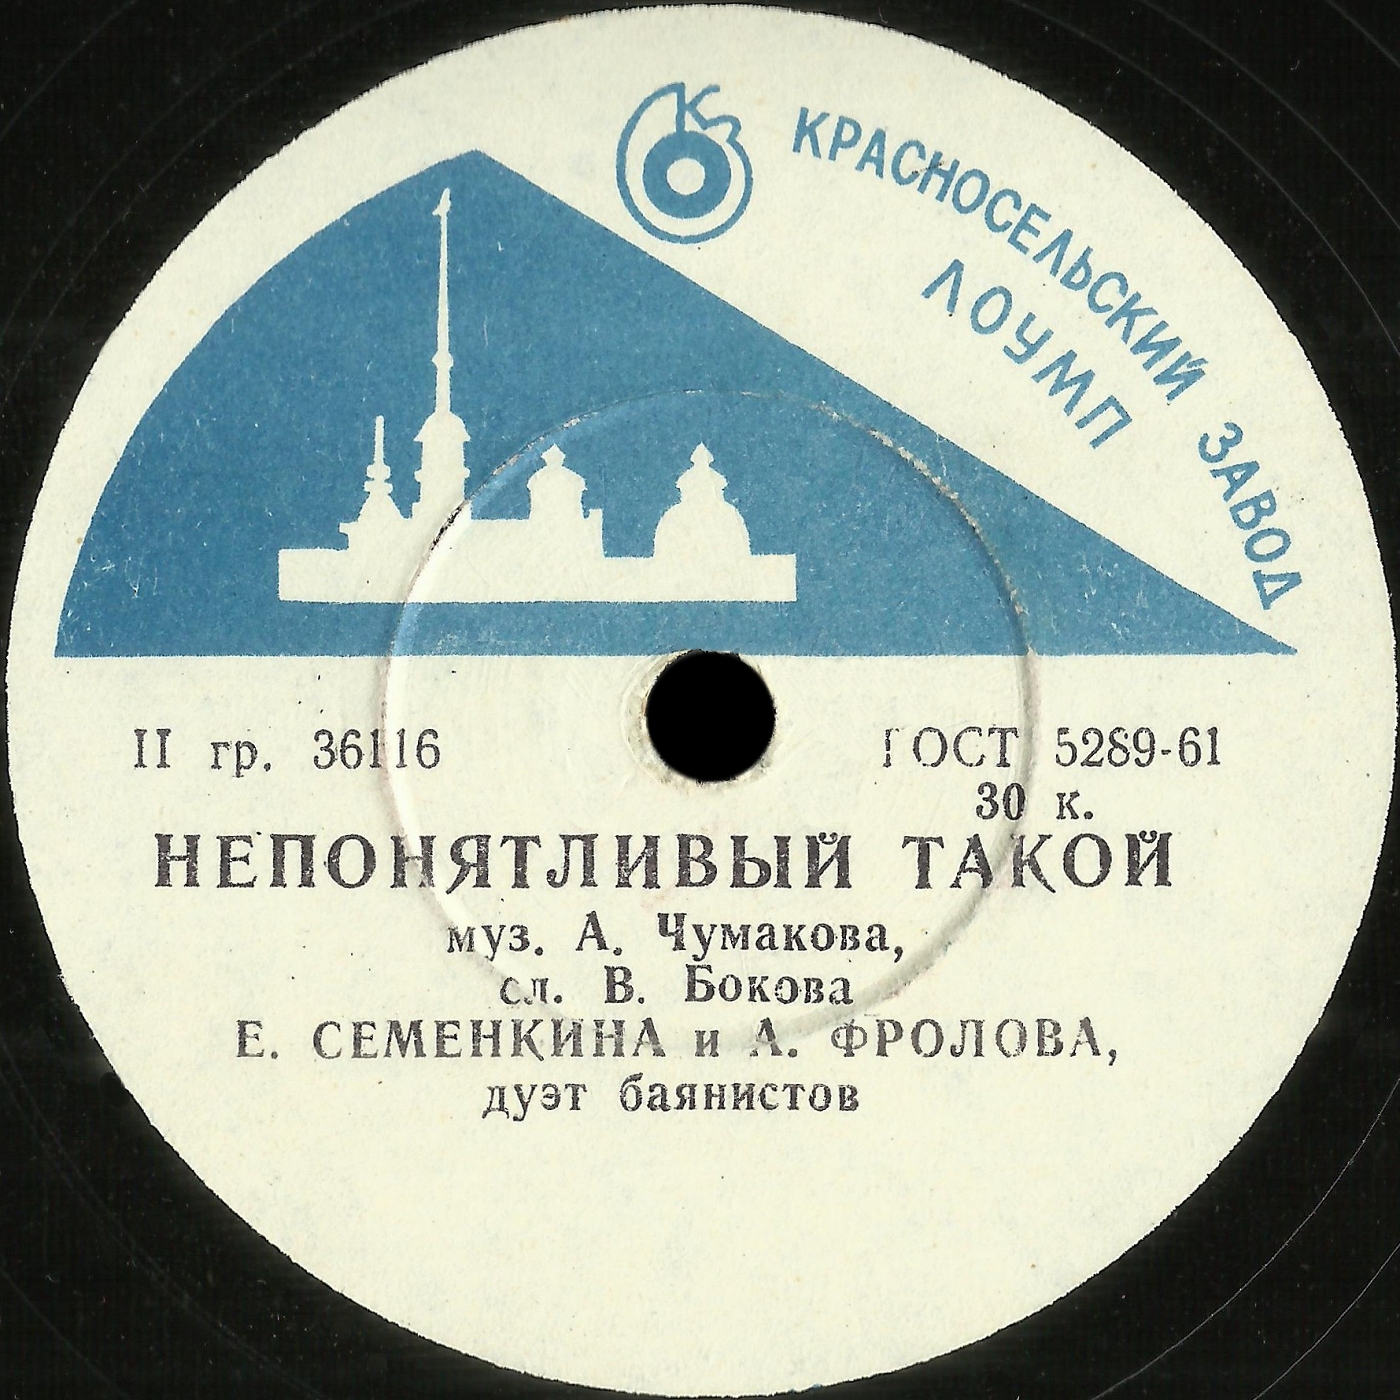 КРАСНОСЕЛЬСКИЙ ЗАВОД
ЛОУМП
II гр. 36116
ГОСТ 5289-61
30 к.
НЕПОНЯТЛИВЫЙ ТАКОЙ
муз. А. Чумакова,
сл. В. Бокова
Е. СЕМЕНКИНА и А. ФРОЛОВА,
дуэт баянистов